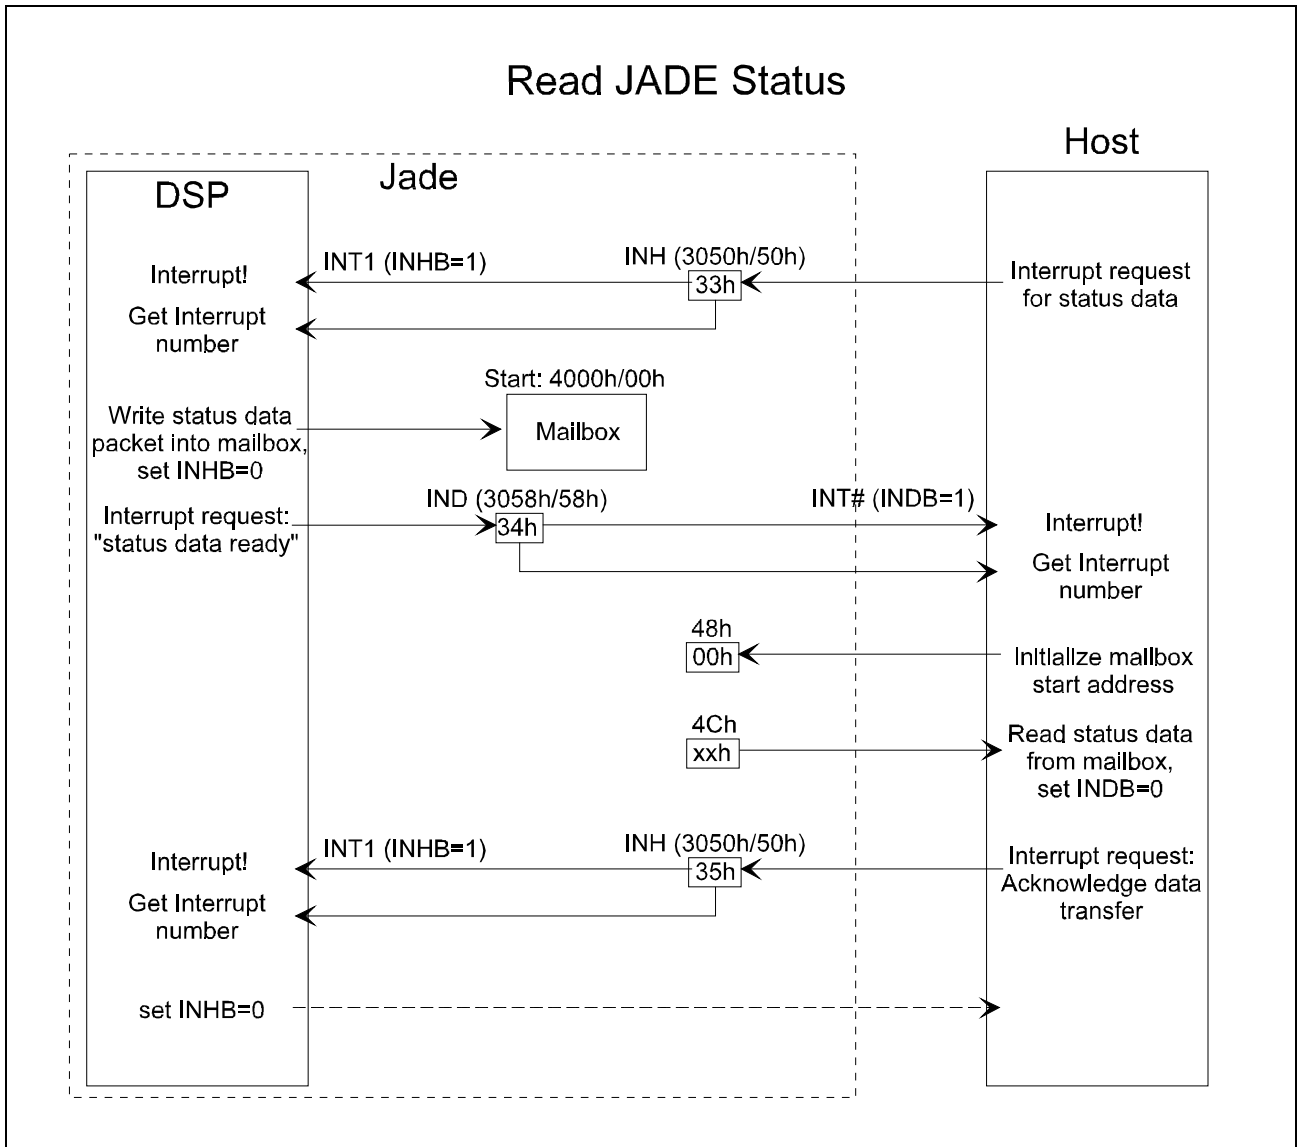 Read JADE Status
Host
Jade
DSP
INT1 (INHB=1)
INH (3050h/50h)
Interrupt!
33h
Interrupt request
for status data
Get Interrupt
number
Start: 4000h/00h
Write status data
packet into mailbox,
set INHB=0
Mailbox
IND (3058h/58h)
INT# (INDB=1)
Interrupt request:
"status data ready"
34h
Interrupt!
Get Interrupt
number
48h
00h
Initialize mailbox
start address
4Ch
xxh
Read status data
from mailbox,
set INDB=0
INT1 (INHB=1)
INH (3050h/50h)
Interrupt!
35h
Interrupt request:
Acknowledge data
transfer
Get Interrupt
number
set INHB=0